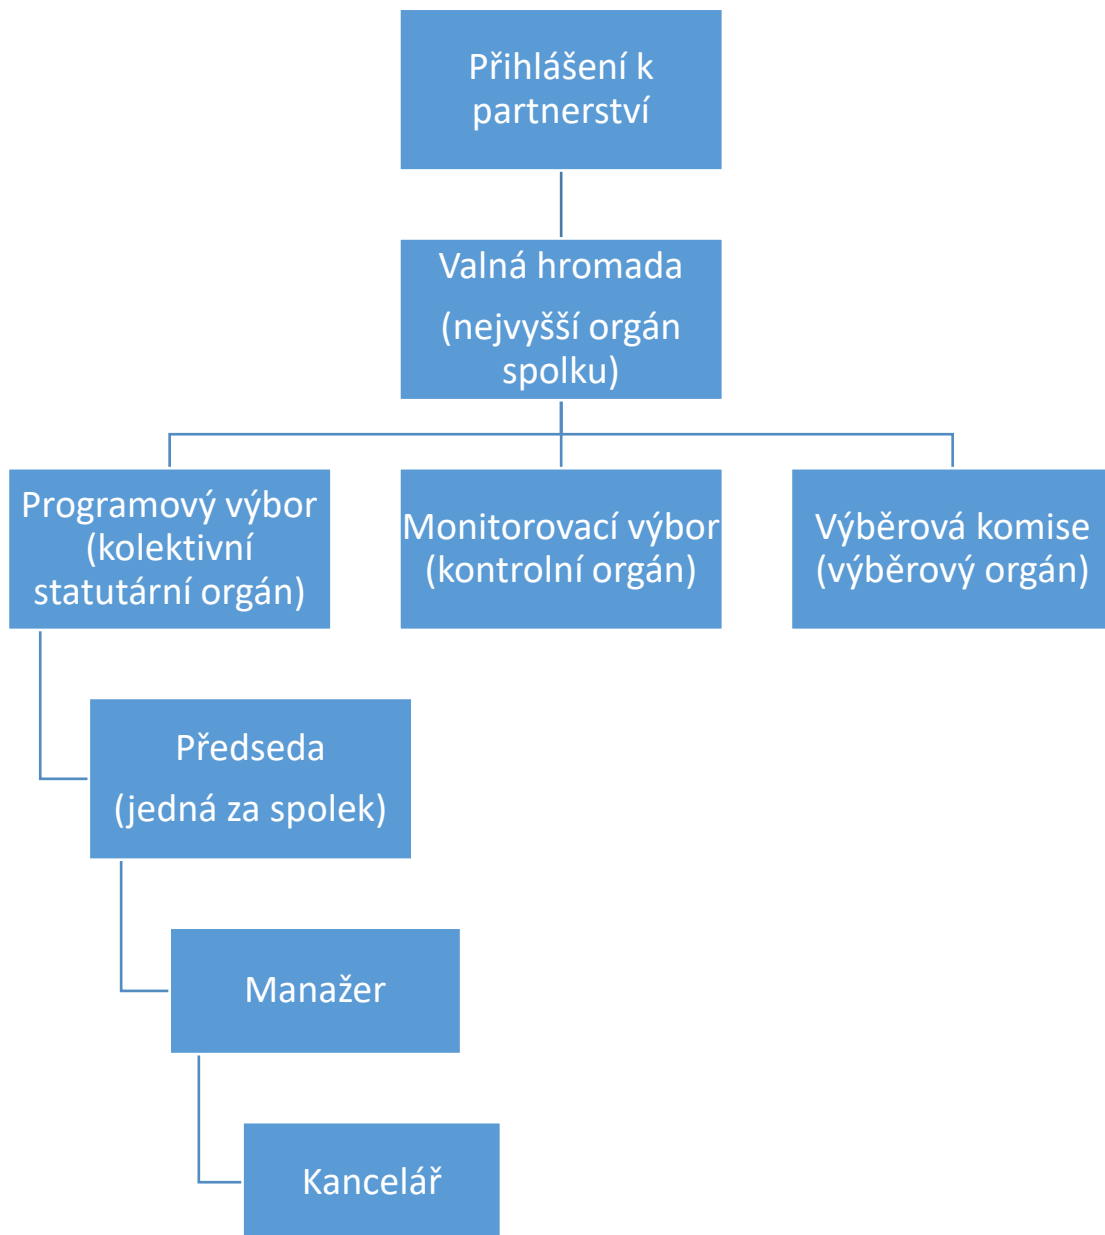 Přihlášení k
partnerství
Valná hromada
(nejvyšší orgán
spolku)
Programový výbor
(kolektivní
statutární orgán)
Monitorovací výbor
(kontrolní orgán)
Výběrová komise
(výběrový orgán)
Předseda
(jedná za spolek)
Manažer
Kancelář